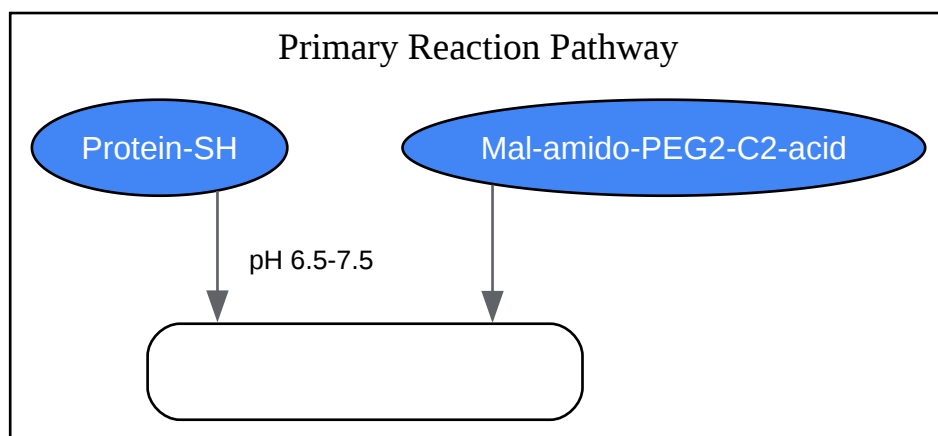 Primary Reaction Pathway
Protein-SH
Mal-amido-PEG2-C2-acid
pH 6.5-7.5